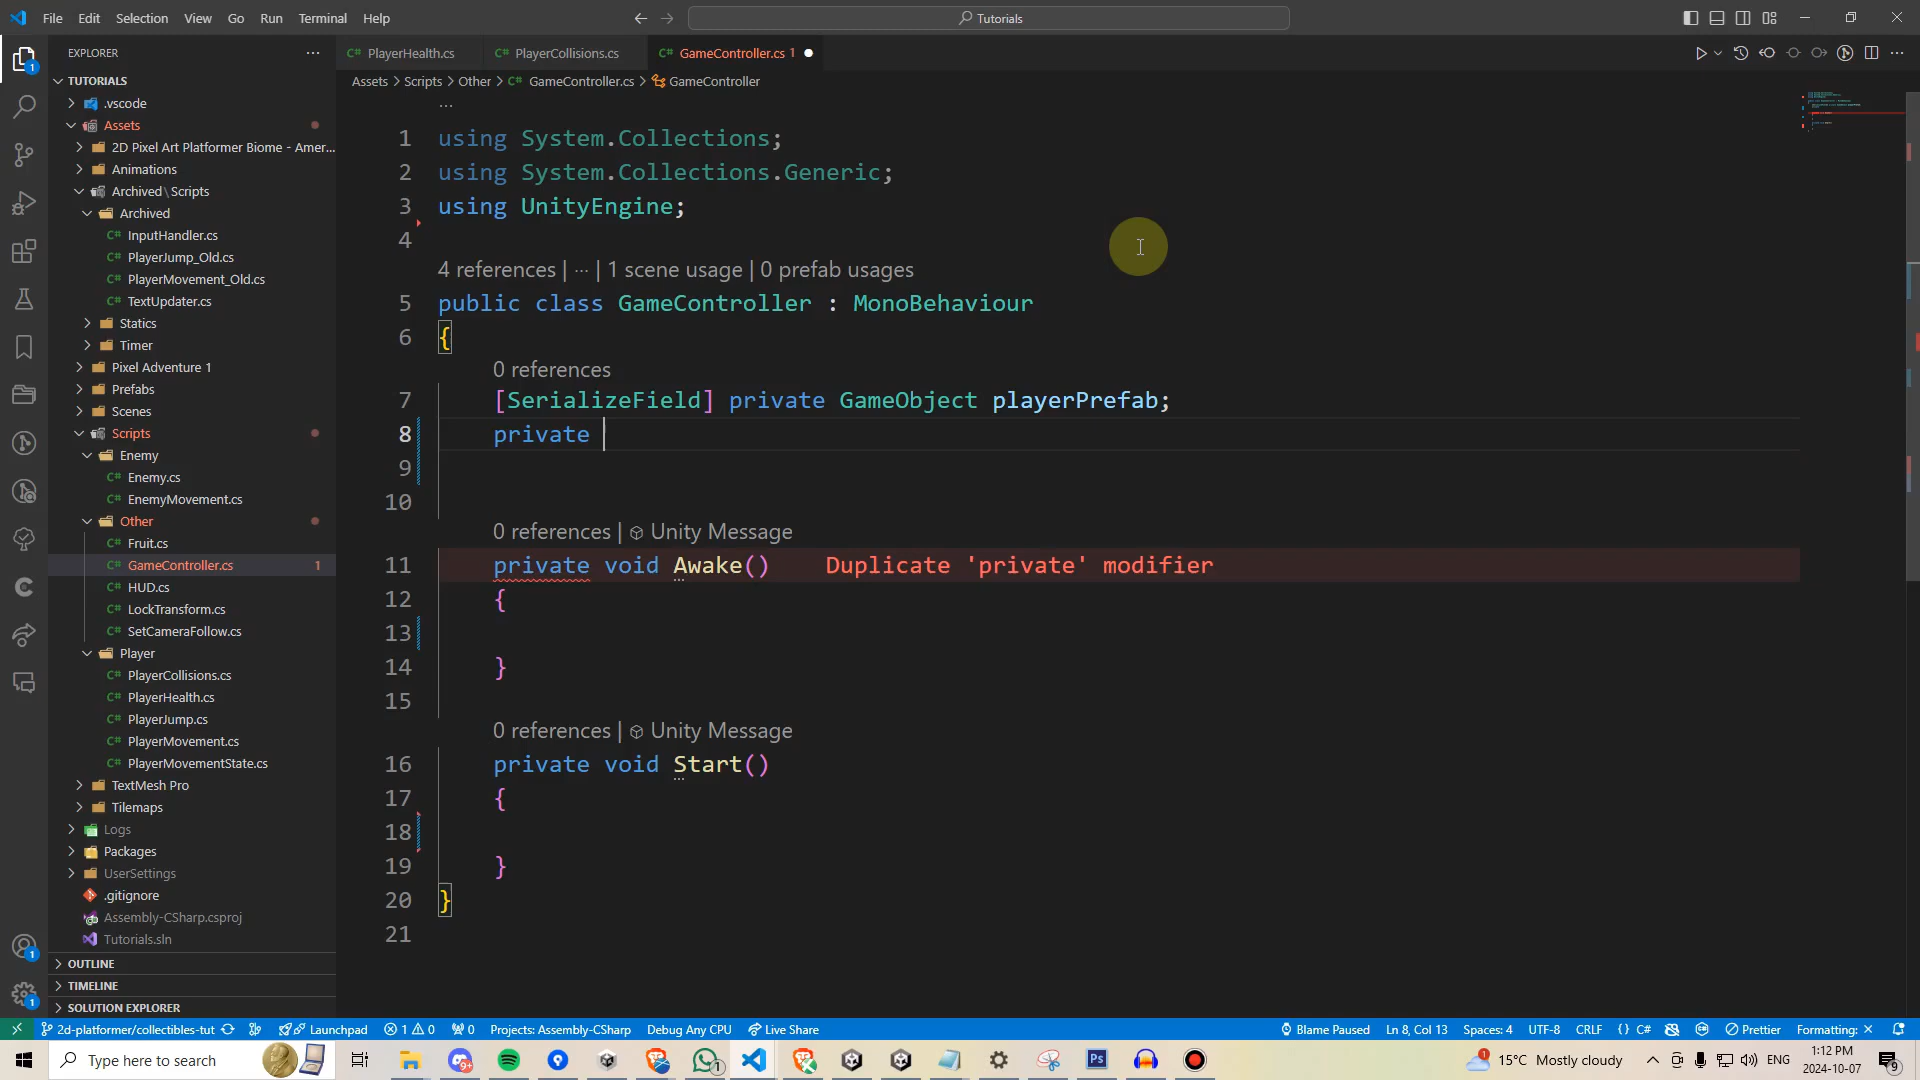 File Edit Selection View Go Run Terminal Help
Tutorials
EXPLORER
TUTORIALS
.vscode
Assets
2D Pixel Art Platformer Biome - Amer...
Animations
Archived\Scripts
Archived
InputHandler.cs
PlayerJump_Old.cs
PlayerMovement_Old.cs
TextUpdater.cs
Statics
Timer
Pixel Adventure 1
Prefabs
Scenes
Scripts
Enemy
Enemy.cs
EnemyMovement.cs
Other
Fruit.cs
GameController.cs 1
HUD.cs
LockTransform.cs
SetCameraFollow.cs
Player
PlayerCollisions.cs
PlayerHealth.cs
PlayerJump.cs
PlayerMovement.cs
PlayerMovementState.cs
TextMesh Pro
Tilemaps
Logs
Packages
UserSettings
.gitignore
Assembly-CSharp.csproj
Tutorials.sln
OUTLINE
TIMELINE
SOLUTION EXPLORER
PlayerHealth.cs PlayerCollisions.cs GameController.cs 1
Assets > Scripts > Other > GameController.cs > GameController
1 using System.Collections;
2 using System.Collections.Generic;
3 using UnityEngine;
4
4 references | ... | 1 scene usage | 0 prefab usages
5 public class GameController : MonoBehaviour
6 {
0 references
7 [SerializeField] private GameObject playerPrefab;
8 private
9
10
0 references | Unity Message
11 private void Awake() Duplicate 'private' modifier
12 {
13
14 }
15
0 references | Unity Message
16 private void Start()
17 {
18
19 }
20 }
21
2d-platformer/collectibles-tut Launchpad 1 0 0 Projects: Assembly-CSharp Debug Any CPU Live Share Blame Paused Ln 8, Col 13 Spaces: 4 UTF-8 CRLF {} C# Prettier Formatting: ×
Type here to search
15°C Mostly cloudy
ENG
1:12 PM
2024-10-07